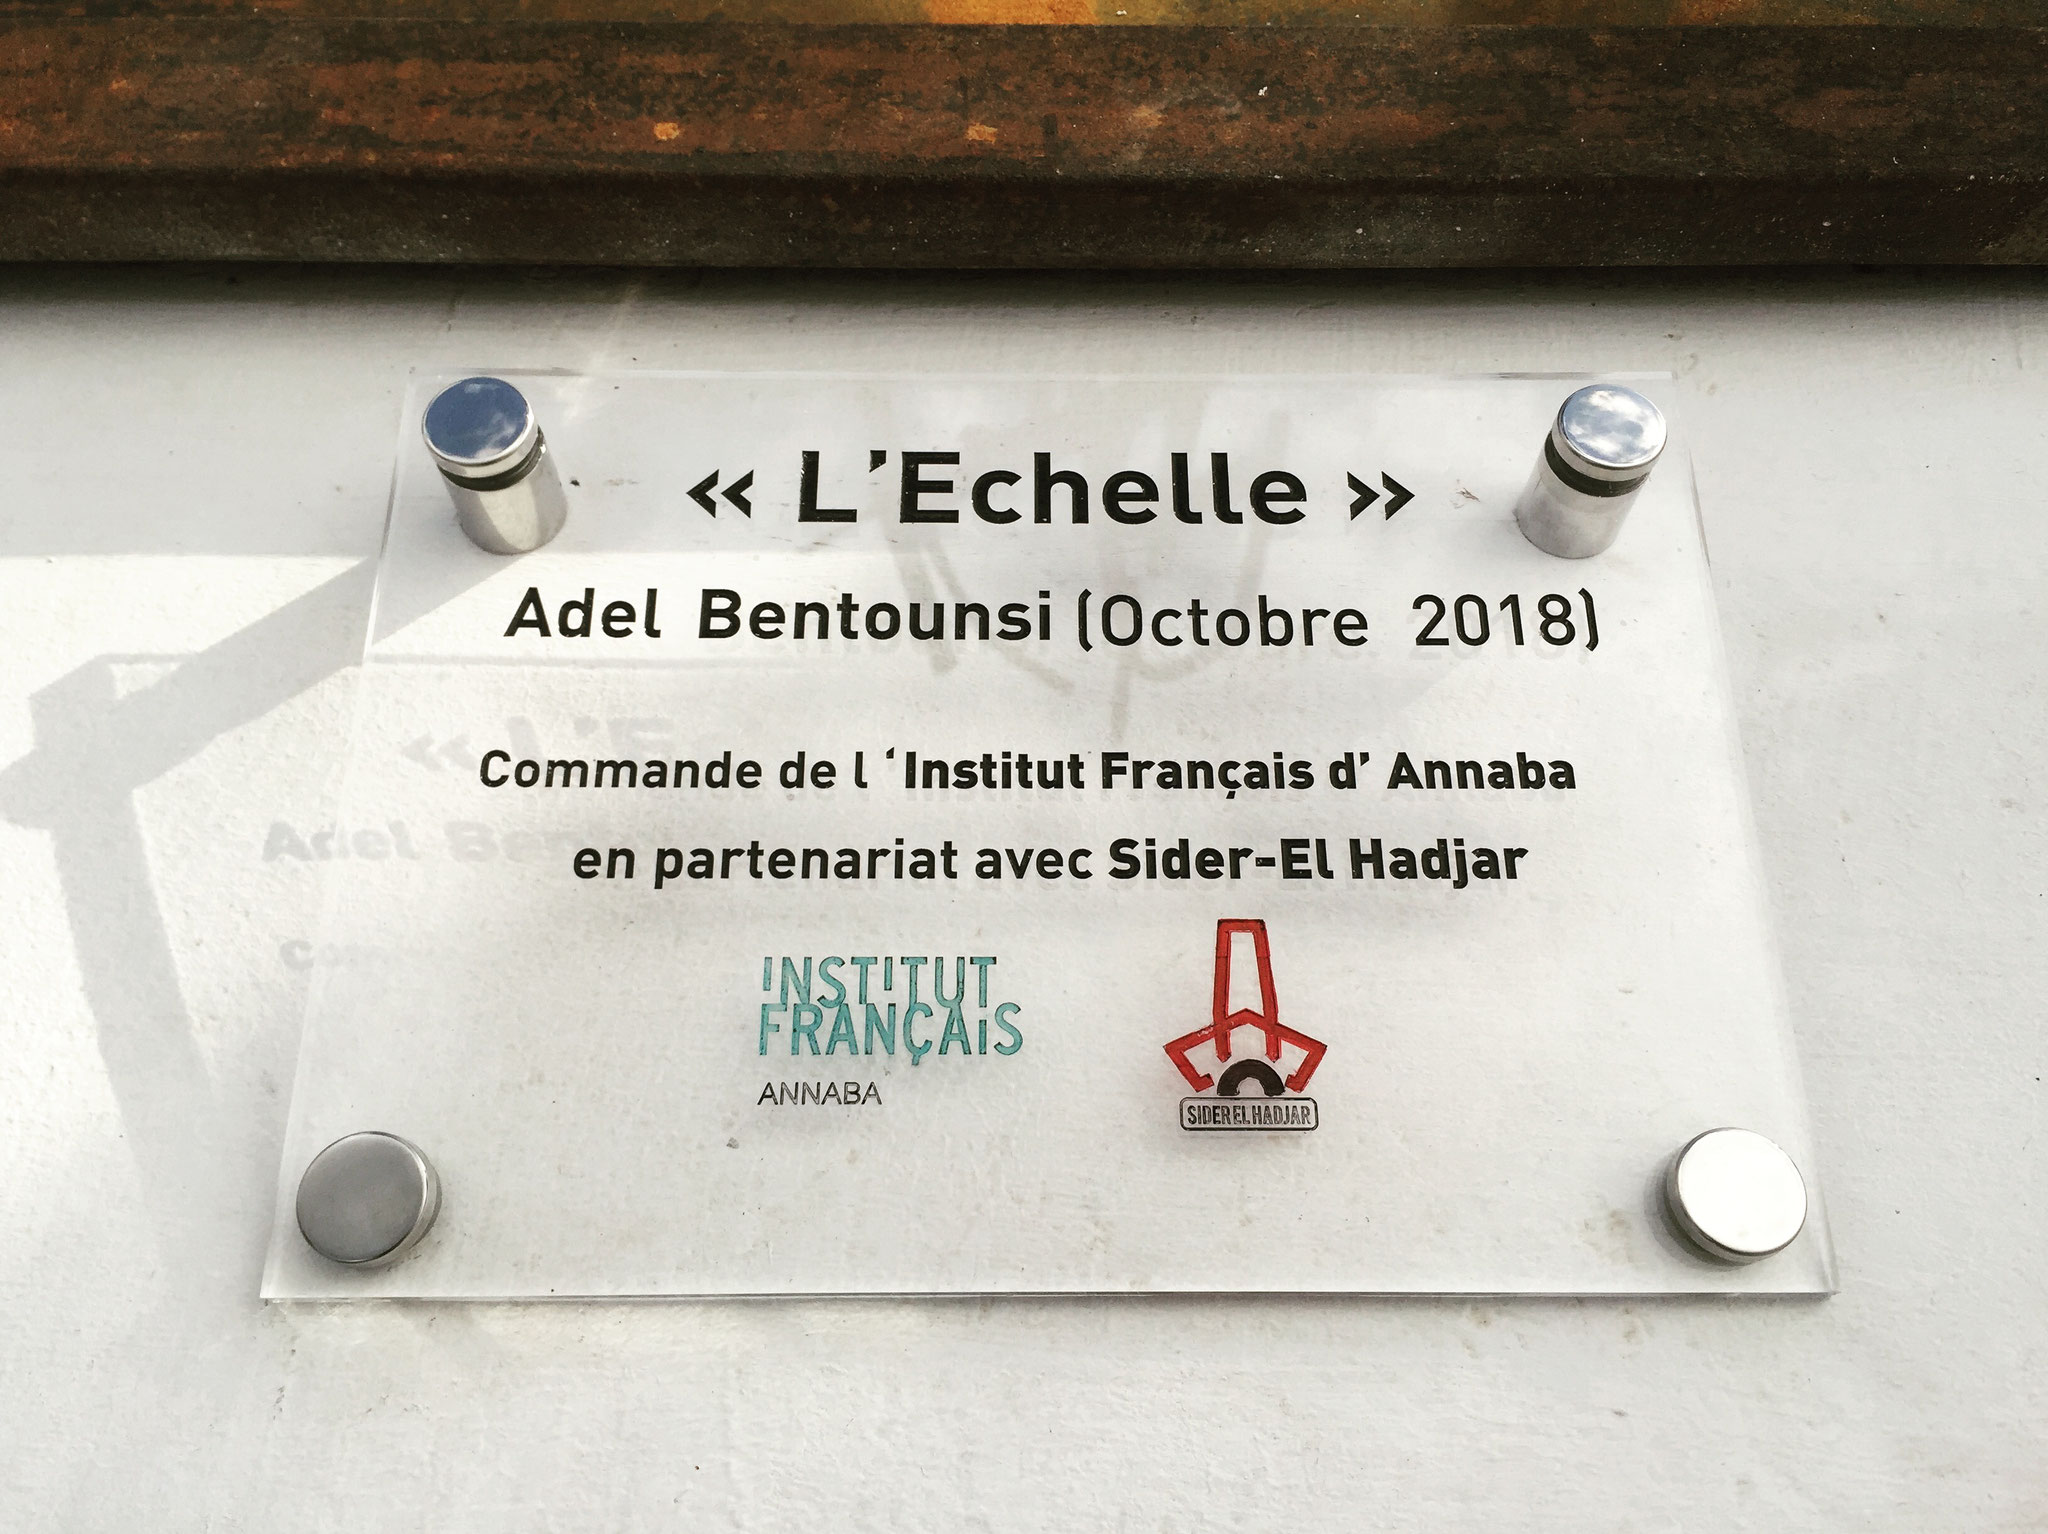 « L'Echelle »
Adel Bentounsi (Octobre 2018)
Commande de l ‘Institut Français d’ Annaba
en partenariat avec Sider-El Hadjar
INSTITUT
FRANÇAIS
ANNABA
SIDER EL HADJAR